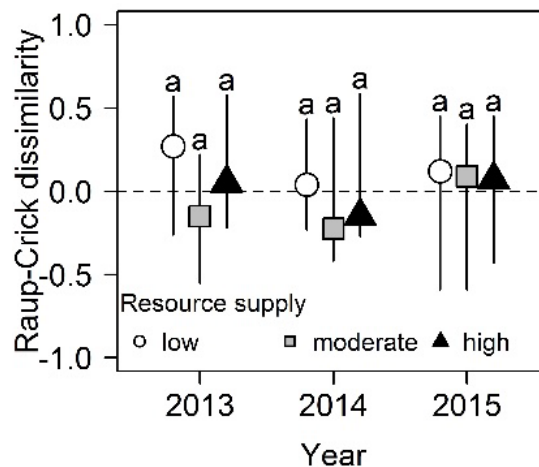 Raup-Crick dissimilarity
1.0
0.5
0.0
-0.5
-1.0
a a a a a a a a a
Resource supply
low moderate high
2013 2014 2015
Year